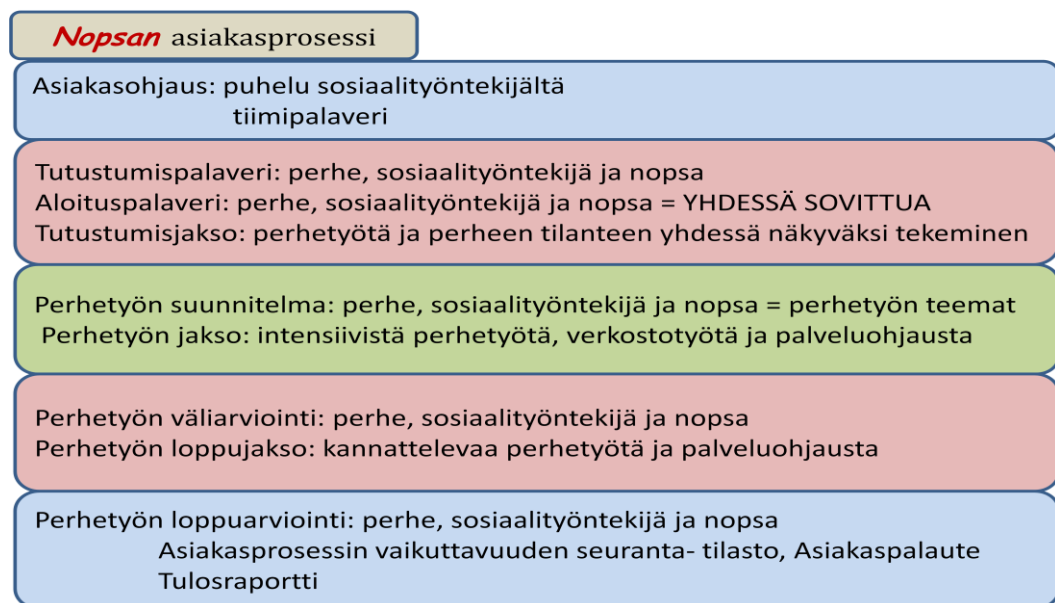 Nopsan asiakasprosessi
Asiakasohjaus: puhelu sosiaalityöntekijältä
tiimipalaveri
Tutustumispalaveri: perhe, sosiaalityöntekijä ja nopsa
Aloituspalaveri: perhe, sosiaalityöntekijä ja nopsa = YHDESSÄ SOVITTUA
Tutustumisjakso: perhetyötä ja perheen tilanteen yhdessä näkyväksi tekeminen
Perhetyön suunnitelma: perhe, sosiaalityöntekijä ja nopsa = perhetyön teemat
Perhetyön jakso: intensiivistä perhetyötä, verkostotyötä ja palveluohjausta
Perhetyön väliarviointi: perhe, sosiaalityöntekijä ja nopsa
Perhetyön loppujakso: kannattelevaa perhetyötä ja palveluohjausta
Perhetyön loppuarviointi: perhe, sosiaalityöntekijä ja nopsa
Asiakasprosessin vaikuttavuuden seuranta- tilasto, Asiakaspalaute
Tulosraportti